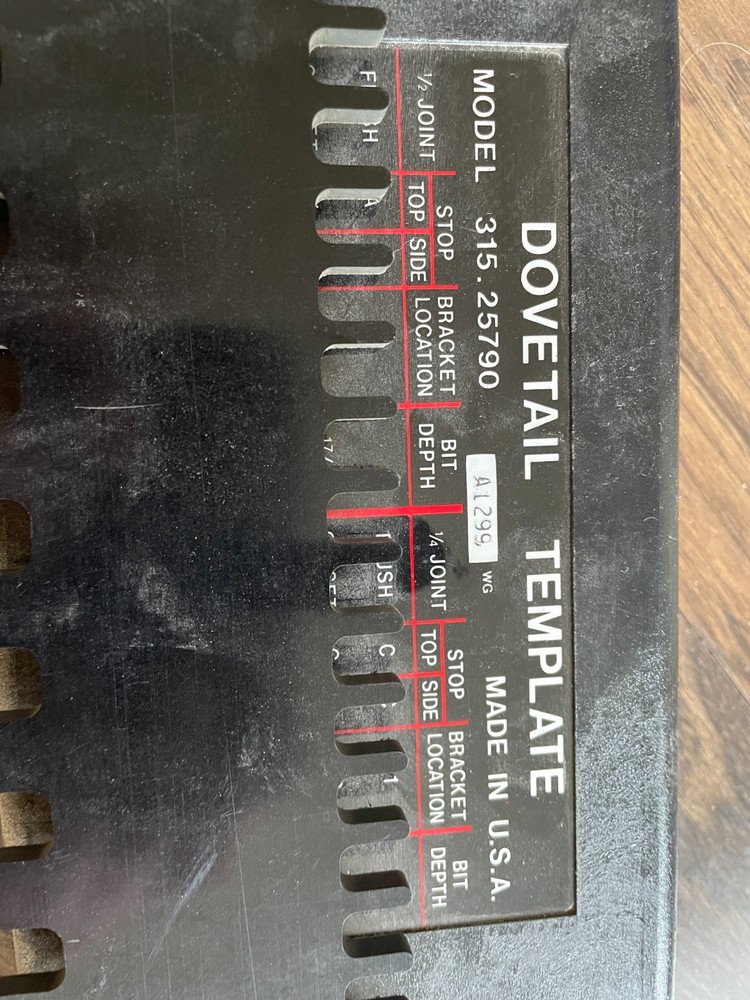 DOVETAIL TEMPLATE
MODEL 315.25790 A1299 WG MADE IN U.S.A.
1/2 JOINT STOP BRACKET LOCATION BIT DEPTH 1/4 JOINT STOP BRACKET LOCATION BIT DEPTH
TOP SIDE TOP SIDE